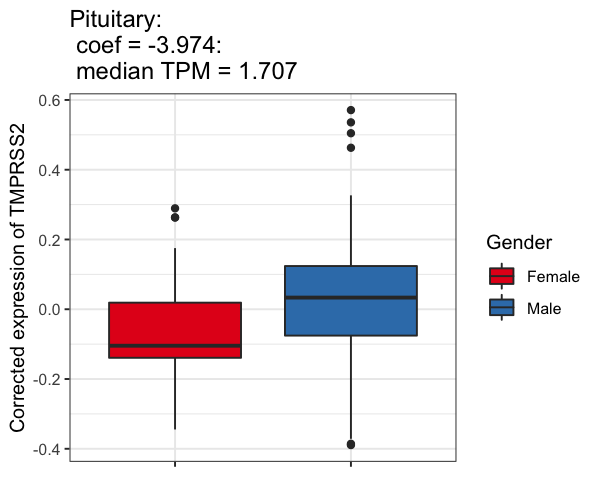 Pituitary:
coef = -3.974:
median TPM = 1.707
Corrected expression of TMPRSS2
0.6
0.4
0.2
0.0
-0.2
-0.4
Gender
Female
Male